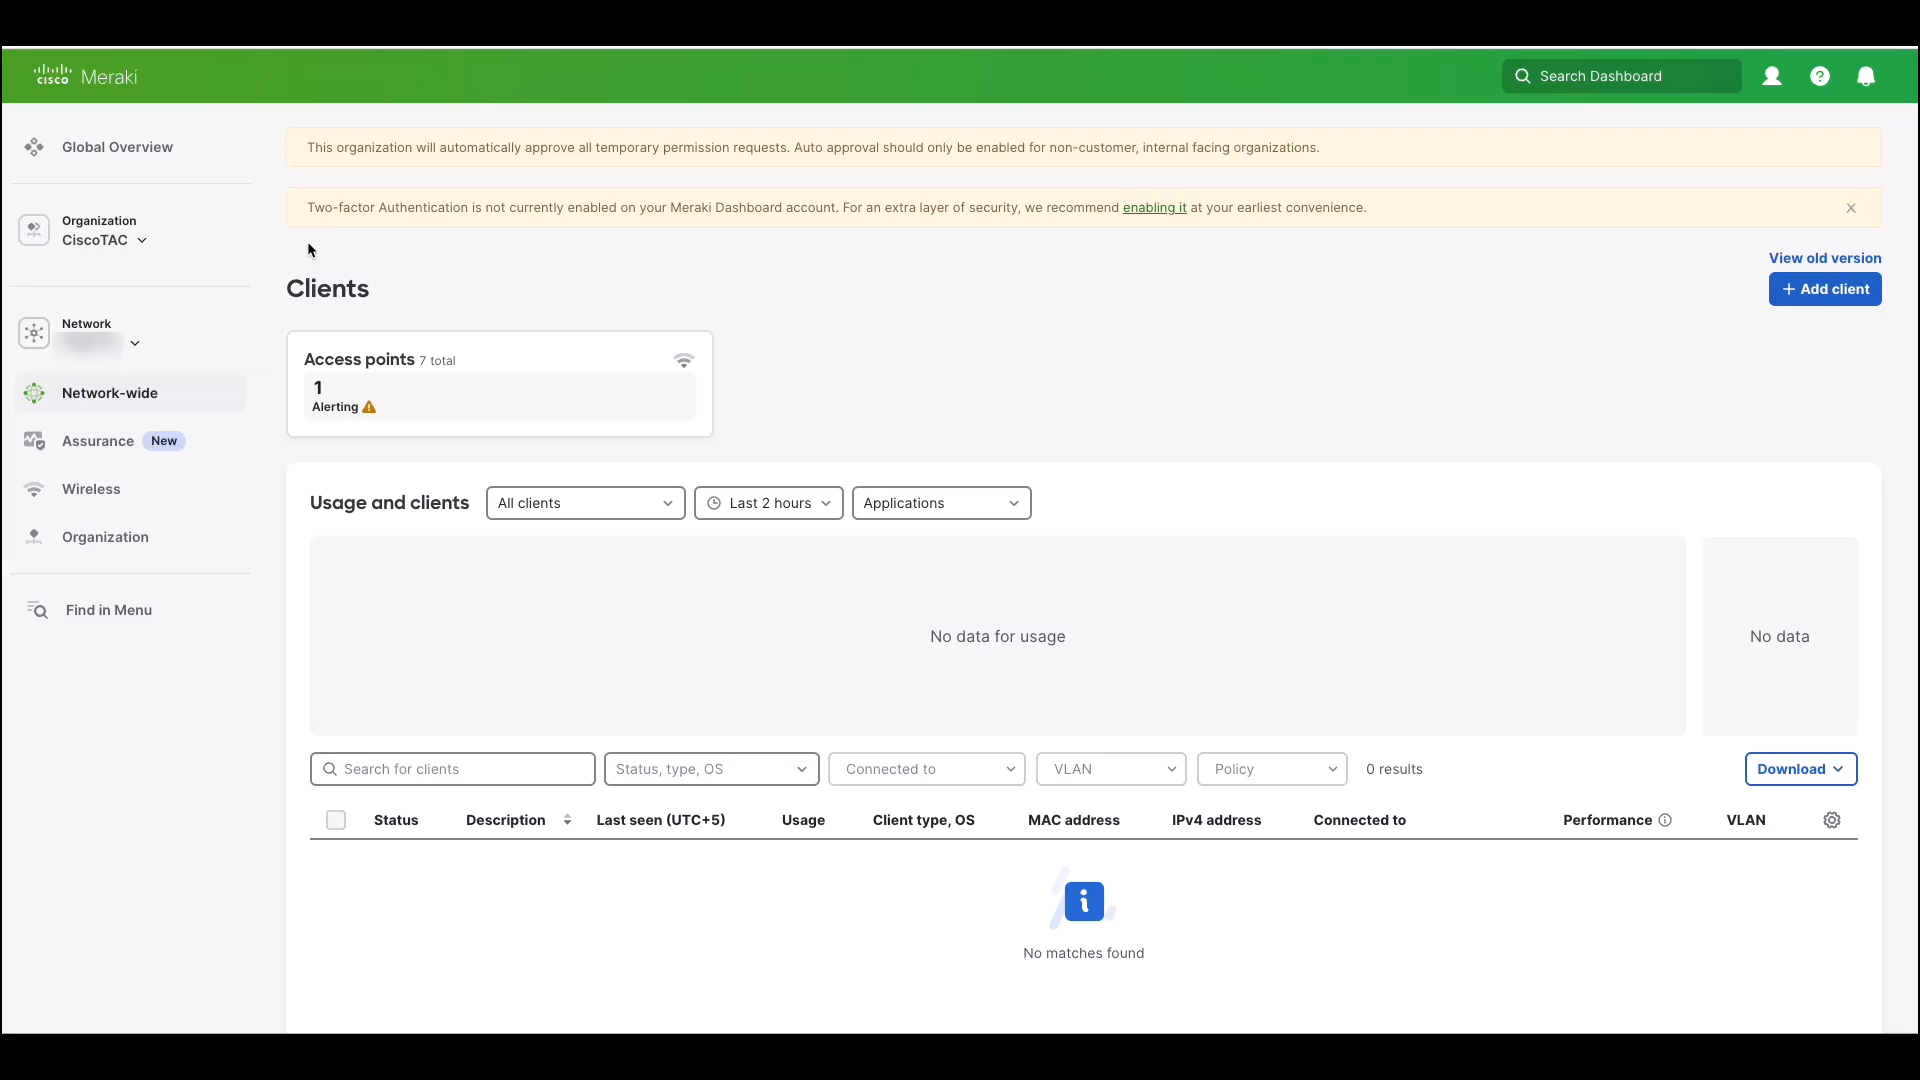 cisco Meraki
Search Dashboard
Global Overview
Organization
CiscoTAC
Network
Network-wide
Assurance New
Wireless
Organization
Find in Menu
This organization will automatically approve all temporary permission requests. Auto approval should only be enabled for non-customer, internal facing organizations.
Two-factor Authentication is not currently enabled on your Meraki Dashboard account. For an extra layer of security, we recommend enabling it at your earliest convenience.
View old version
Clients
+ Add client
Access points 7 total
1
Alerting
Usage and clients All clients Last 2 hours Applications
No data for usage
No data
Search for clients Status, type, OS Connected to VLAN Policy 0 results Download
Status Description Last seen (UTC+5) Usage Client type, OS MAC address IPv4 address Connected to Performance VLAN
No matches found